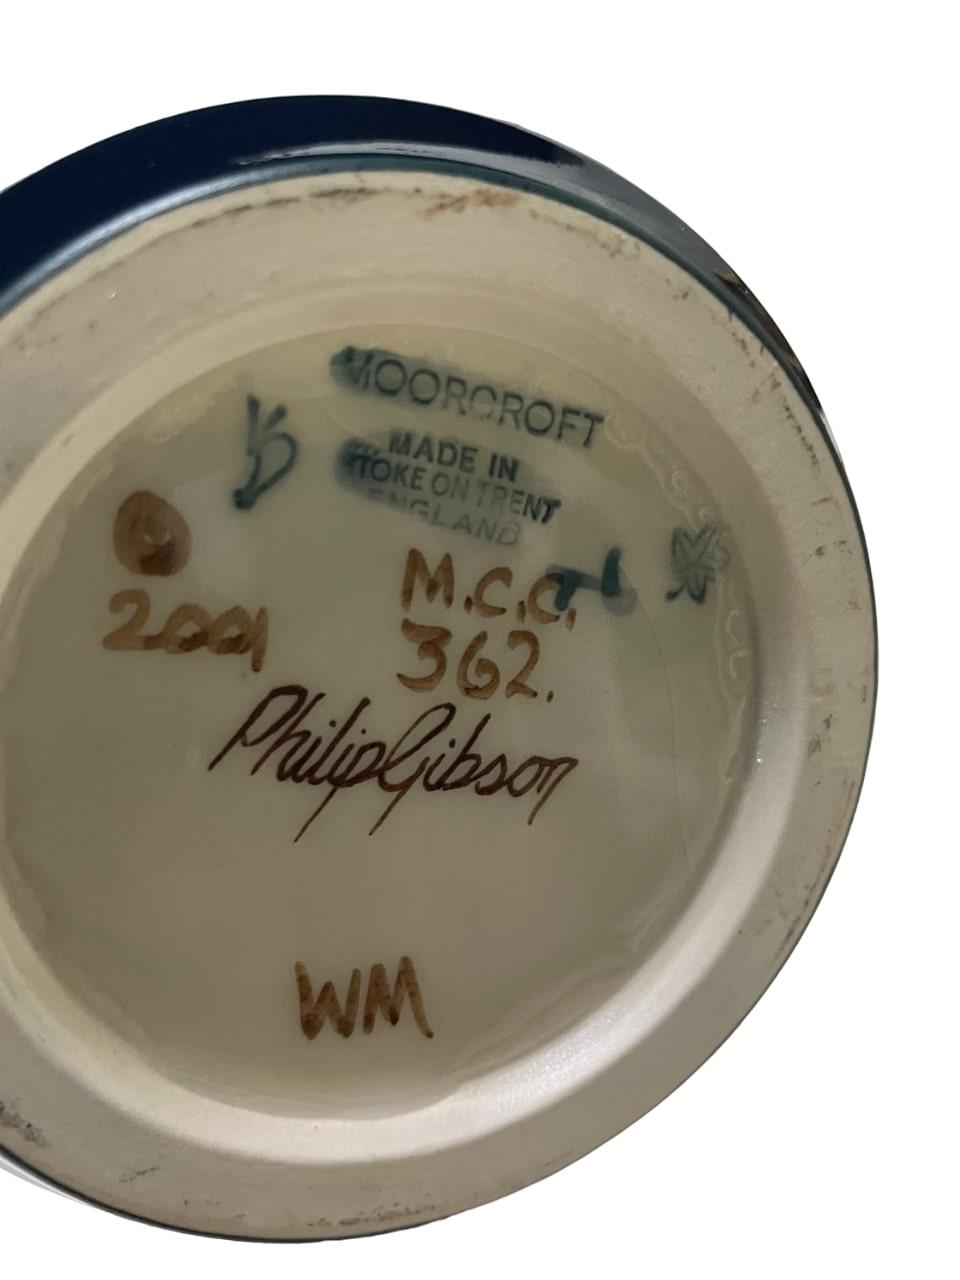 MOORCROFT
MADE IN
STOKE ON TRENT
ENGLAND
M.C.C.
2001
362.
Philip Gibson
WM